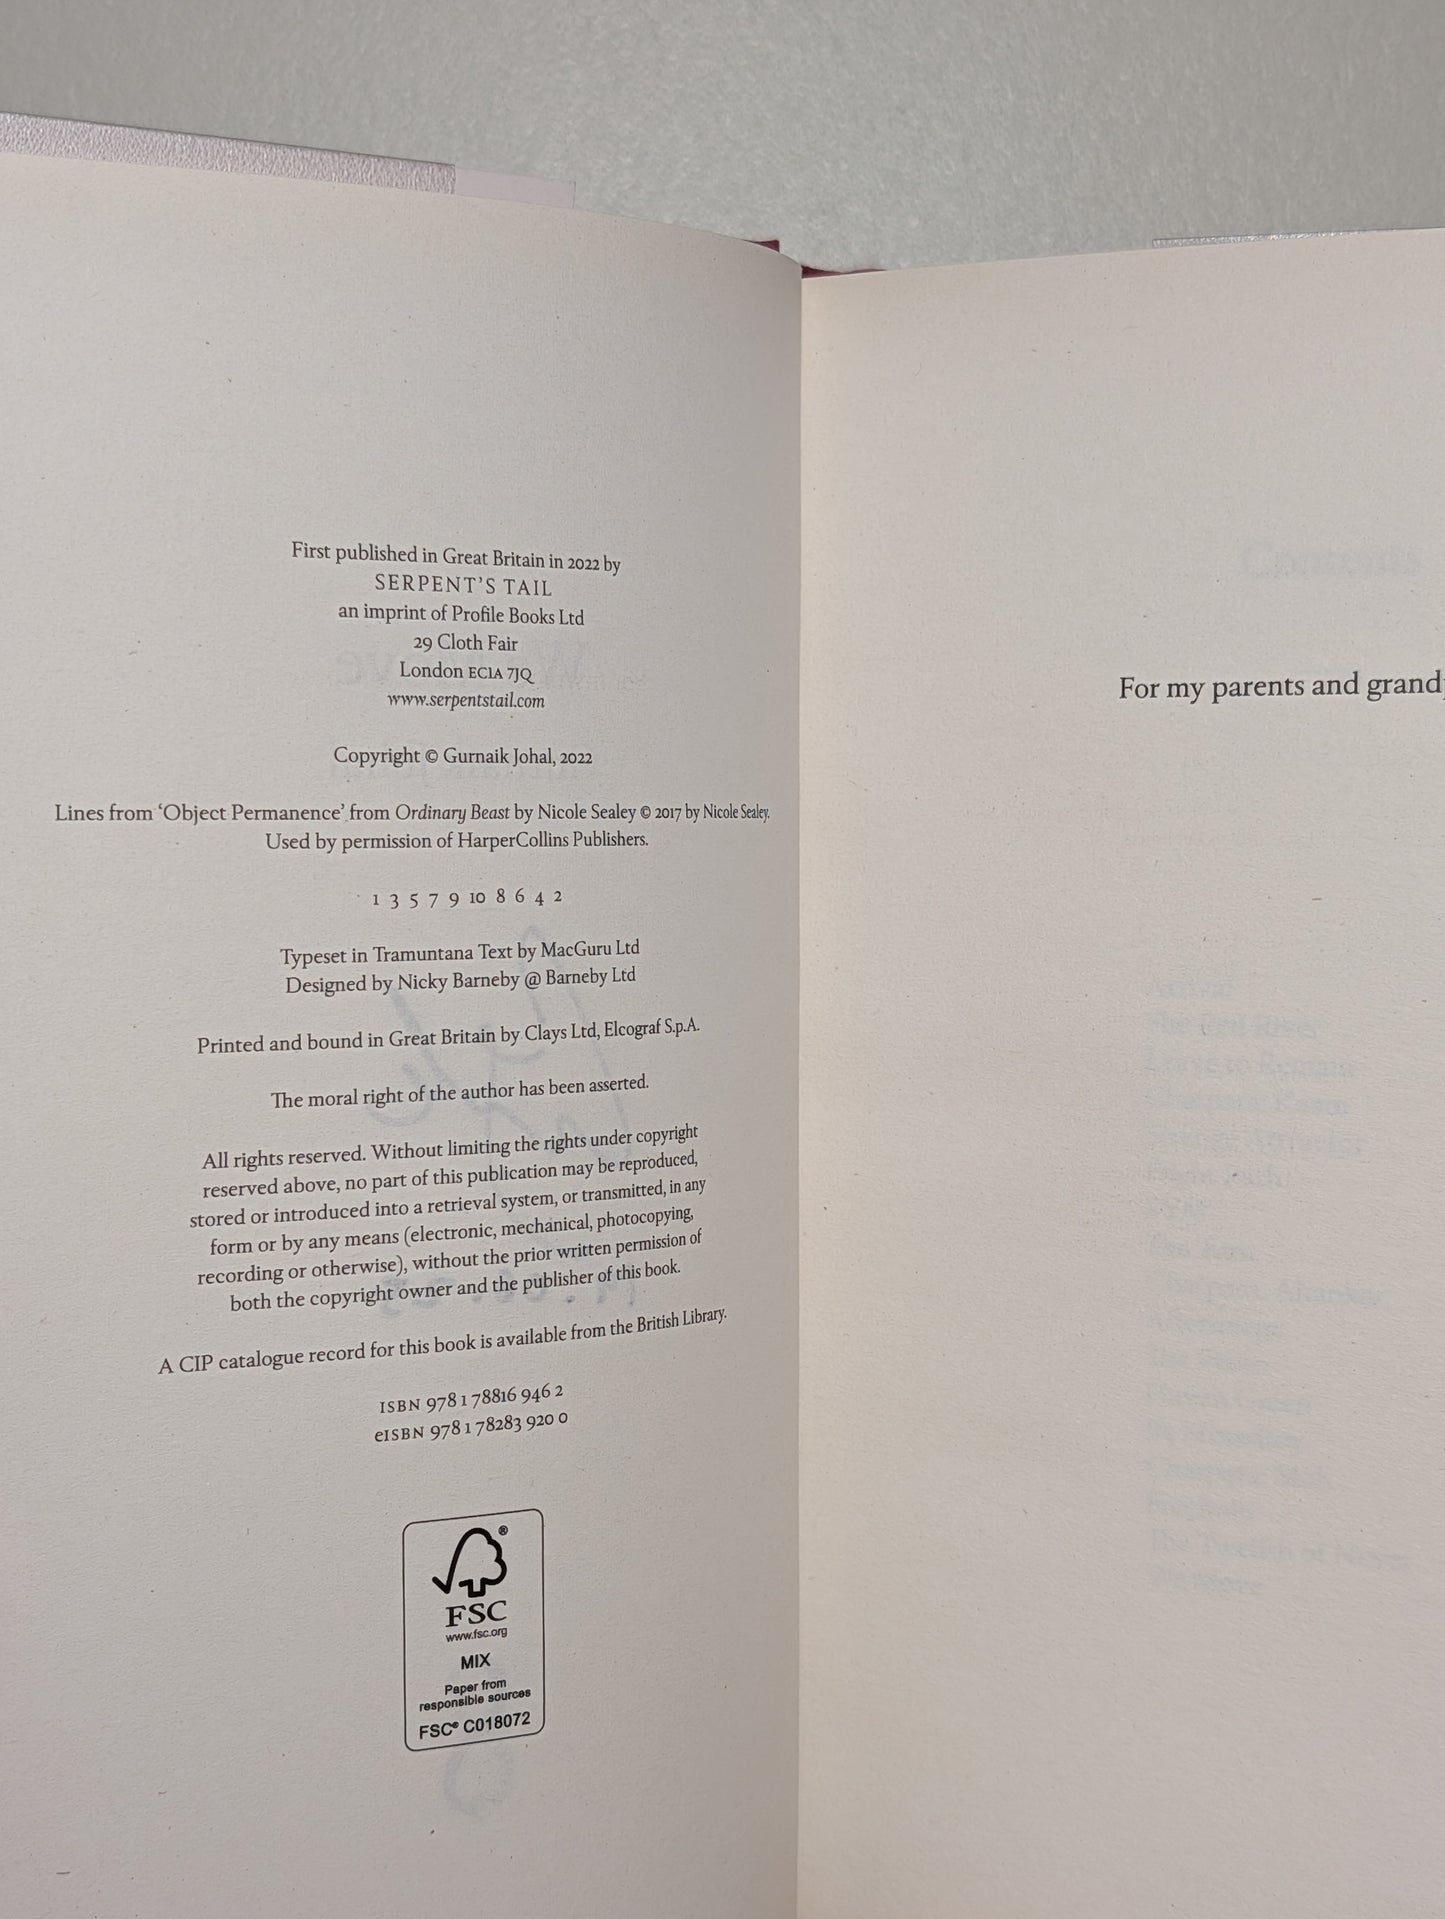 First published in Great Britain in 2022 by
SERPENT'S TAIL
an imprint of Profile Books Ltd
29 Cloth Fair
London EC1A 7JQ
www.serpentstail.com
Copyright © Gurnaik Johal, 2022
Lines from ‘Object Permanence’ from Ordinary Beast by Nicole Sealey © 2017 by Nicole Sealey.
Used by permission of HarperCollins Publishers.
1 3 5 7 9 10 8 6 4 2
Typeset in Tramuntana Text by MacGuru Ltd
Designed by Nicky Barneby @ Barneby Ltd
Printed and bound in Great Britain by Clays Ltd, Elcograf S.p.A.
The moral right of the author has been asserted.
All rights reserved. Without limiting the rights under copyright
reserved above, no part of this publication may be reproduced,
stored or introduced into a retrieval system, or transmitted, in any
form or by any means (electronic, mechanical, photocopying,
recording or otherwise), without the prior written permission of
both the copyright owner and the publisher of this book.
A CIP catalogue record for this book is available from the British Library.
ISBN 978 1 78816 946 2
eISBN 978 1 78283 920 0
FSC®
www.fsc.org
MIX
Paper from
responsible sources
FSC® C018072
For my parents and grand